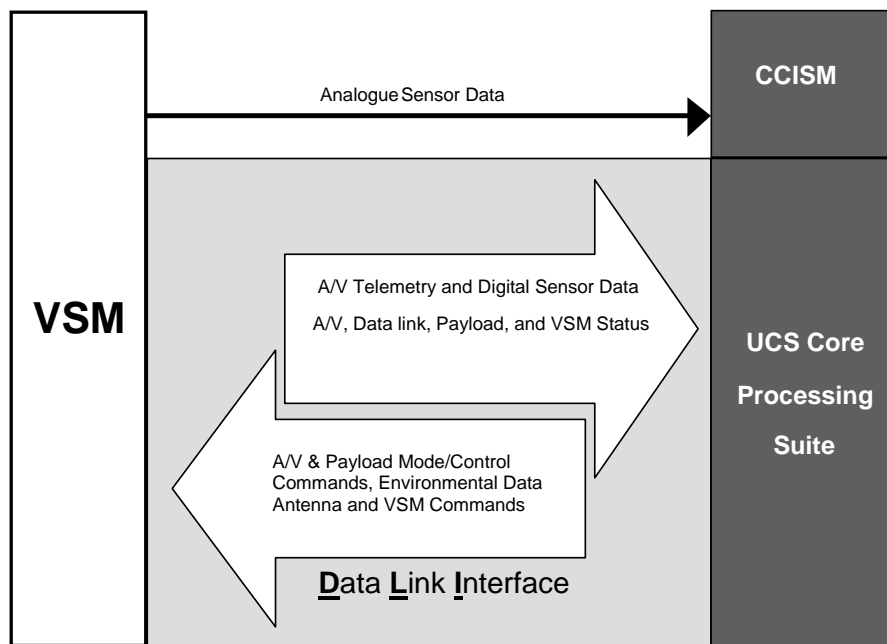 CCISM
Analogue Sensor Data
VSM
A/V Telemetry and Digital Sensor Data
A/V, Data link, Payload, and VSM Status
UCS Core
Processing
Suite
A/V & Payload Mode/Control
Commands, Environmental Data
Antenna and VSM Commands
Data Link Interface